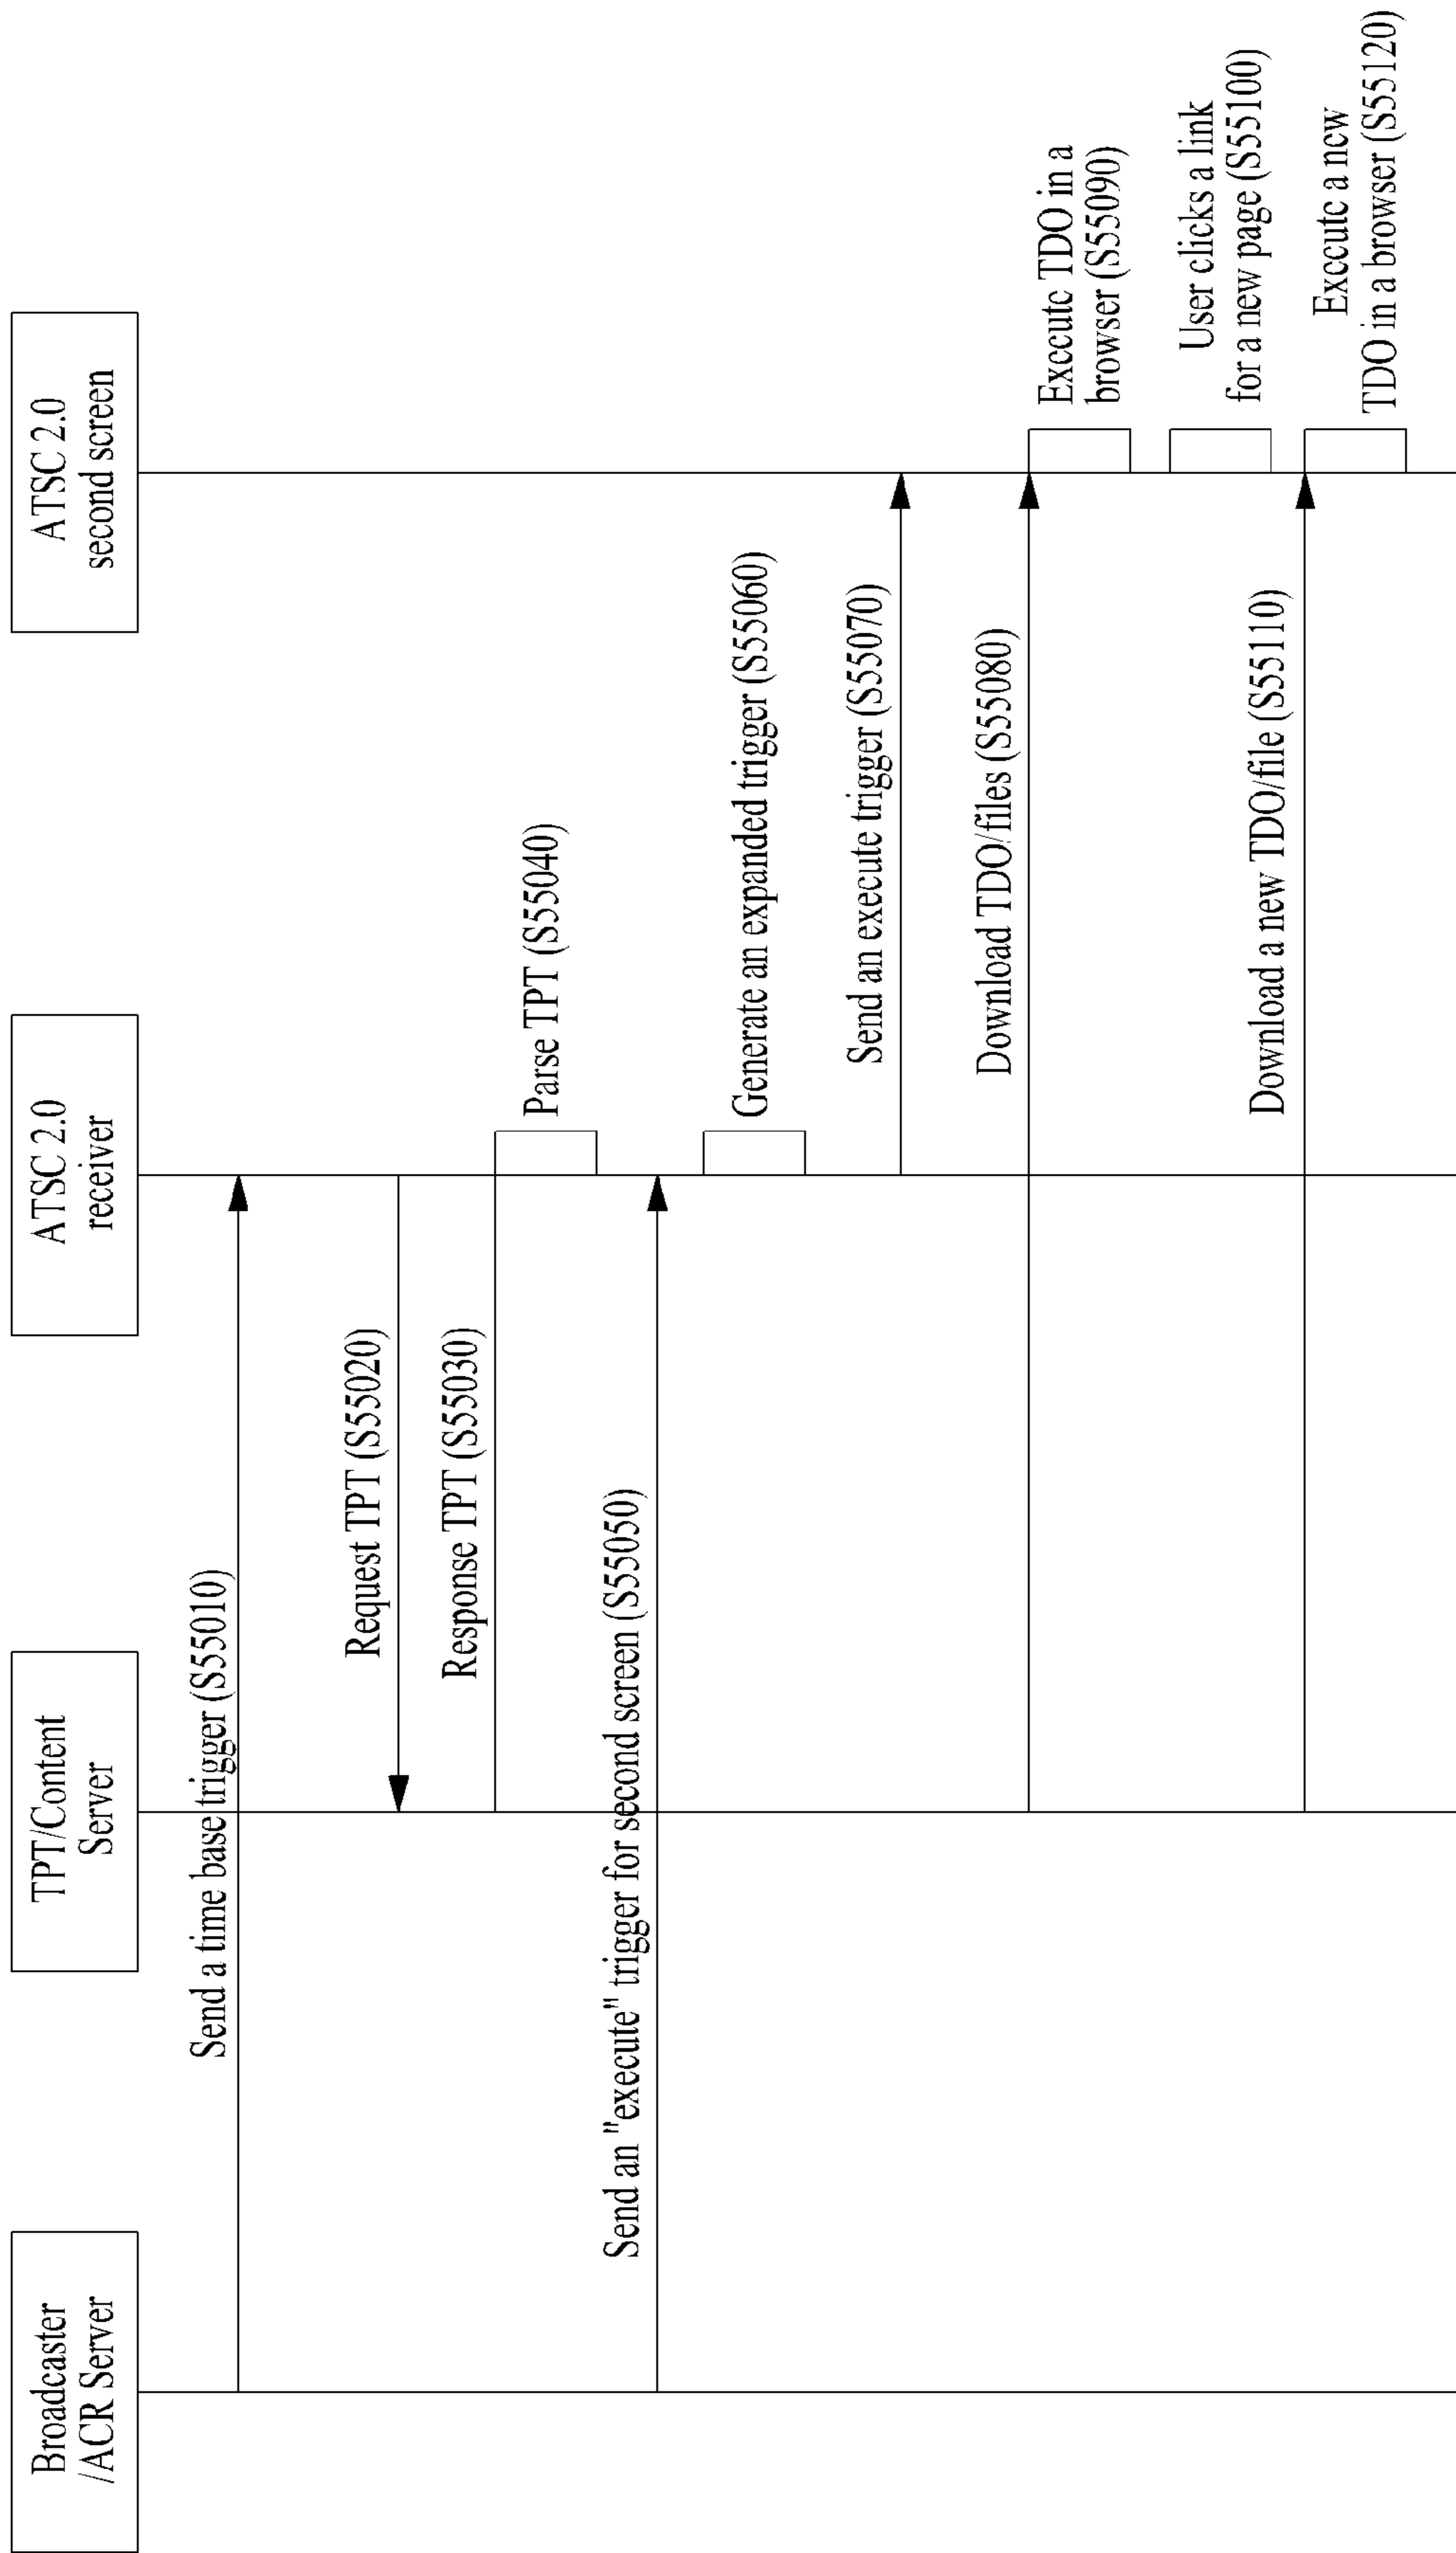 Broadcaster
/ACR Server
TPT/Content
Server
ATSC 2.0
receiver
ATSC 2.0
second screen
Send a time base trigger (S55010)
Request TPT (S55020)
Response TPT (S55030)
Parse TPT (S55040)
Send an "execute" trigger for second screen (S55050)
Generate an expanded trigger (S55060)
Send an execute trigger (S55070)
Download TDO/files (S55080)
Execute TDO in a
browser (S55090)
User clicks a link
for a new page (S55100)
Download a new TDO/file (S55110)
Execute a new
TDO in a browser (S55120)